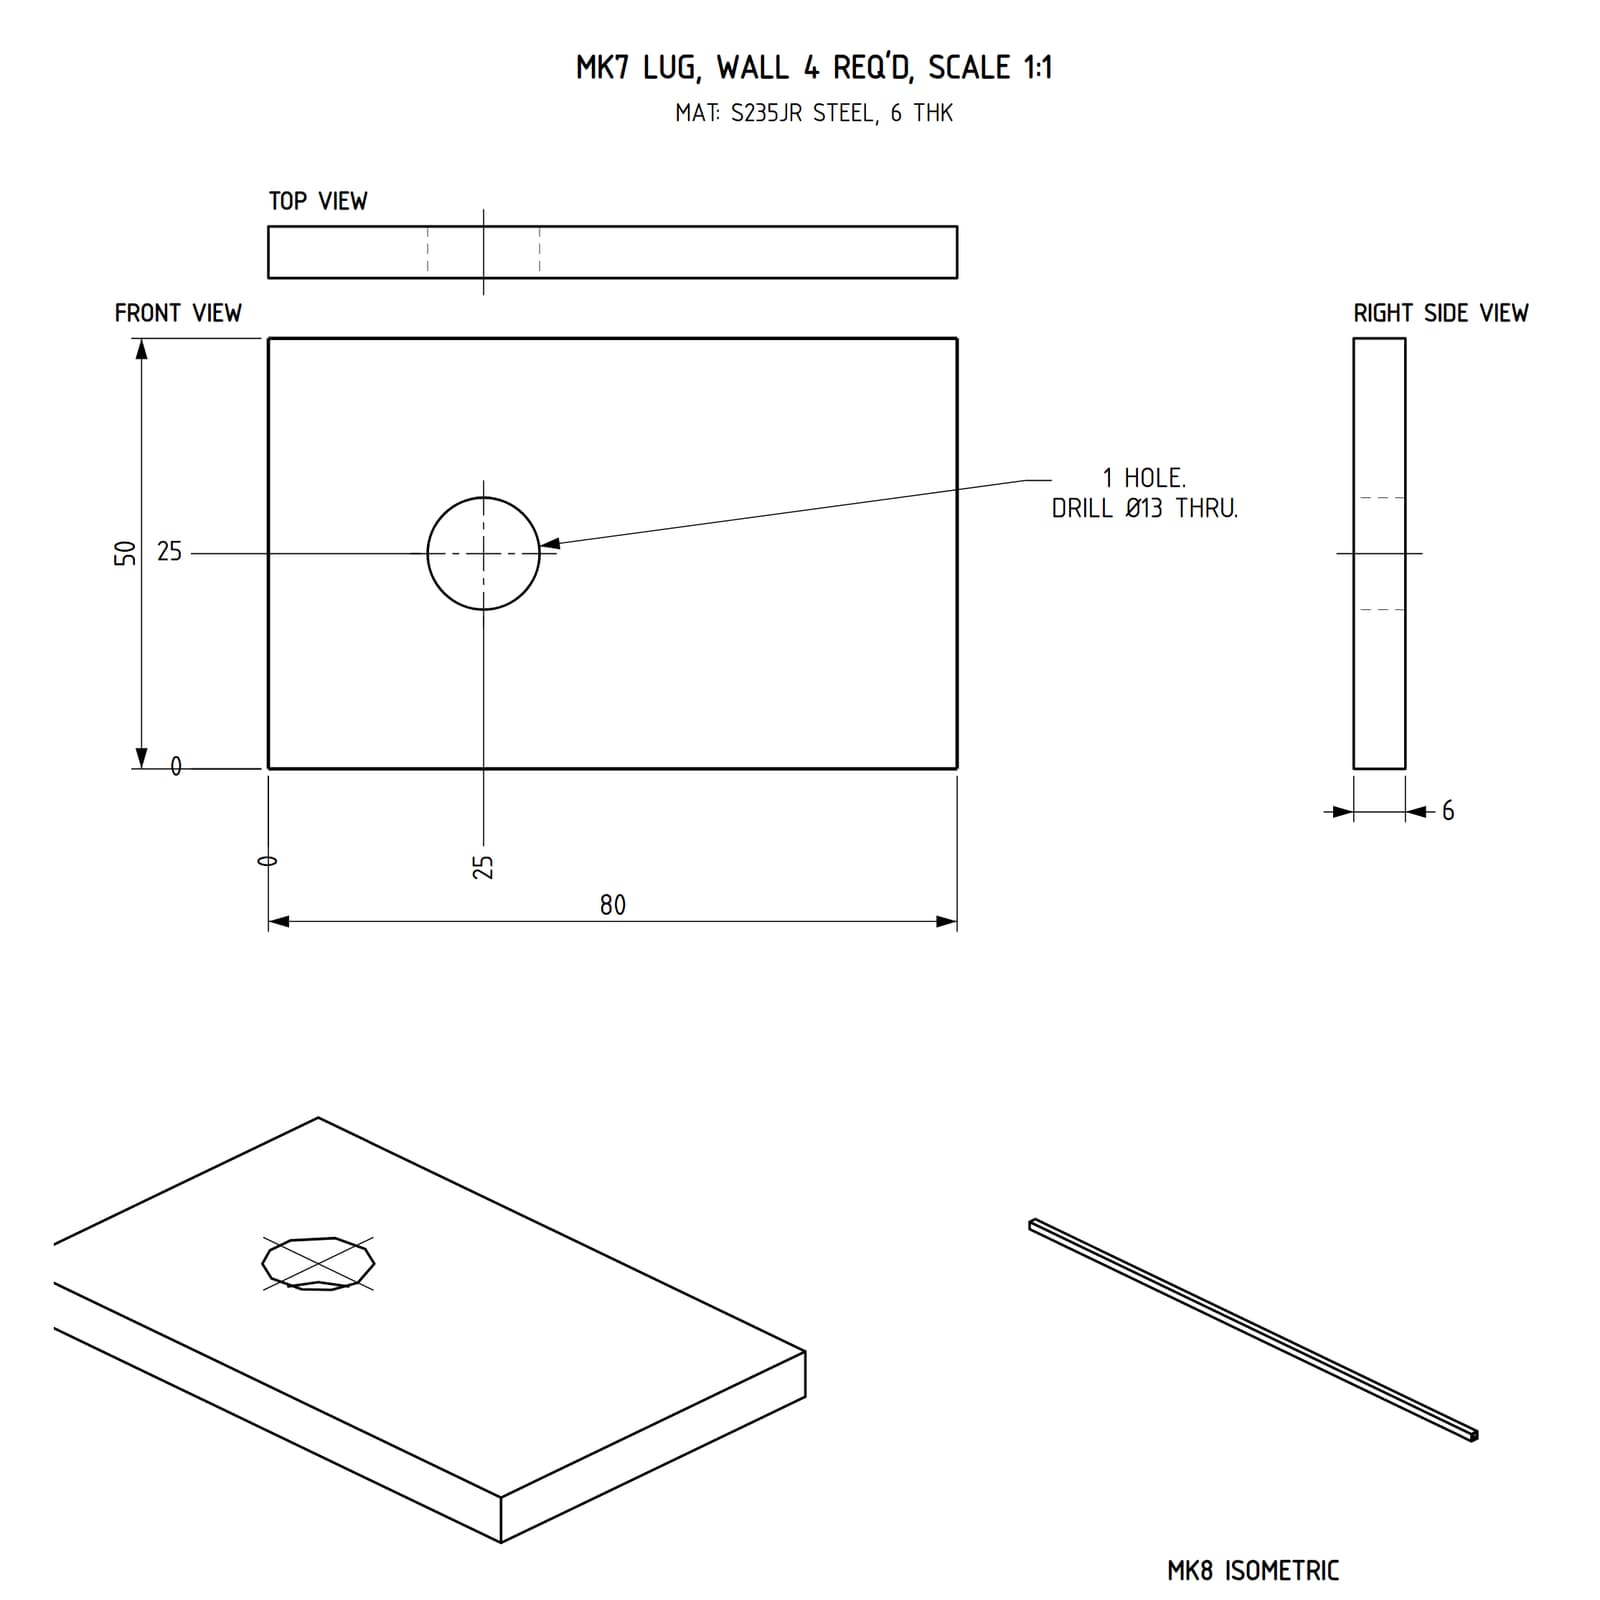 MK7 LUG, WALL 4 REQ'D, SCALE 1:1
MAT: S235JR STEEL, 6 THK
TOP VIEW
FRONT VIEW
RIGHT SIDE VIEW
1 HOLE.
DRILL Ø13 THRU.
50
25
0
6
0
25
80
MK8 ISOMETRIC